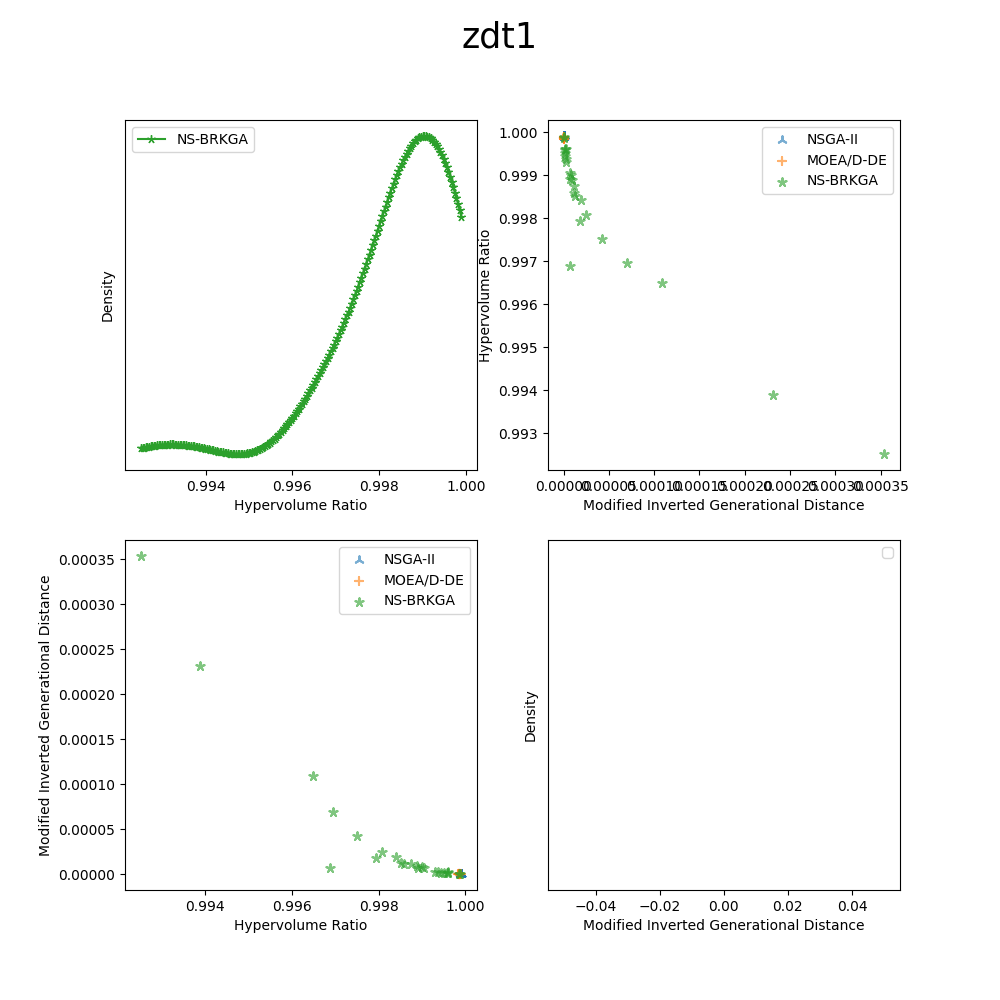 zdt1
NS-BRKGA
Density
0.994 0.996 0.998 1.000
Hypervolume Ratio
NSGA-II
MOEA/D-DE
NS-BRKGA
1.000
0.999
0.998
0.997
0.996
0.995
0.994
0.993
Hypervolume Ratio
0.00000 0.00005 0.00010 0.00015 0.00020 0.00025 0.00030 0.00035
Modified Inverted Generational Distance
NSGA-II
MOEA/D-DE
NS-BRKGA
0.00035
0.00030
0.00025
0.00020
0.00015
0.00010
0.00005
0.00000
Modified Inverted Generational Distance
0.994 0.996 0.998 1.000
Hypervolume Ratio
Density
−0.04 −0.02 0.00 0.02 0.04
Modified Inverted Generational Distance